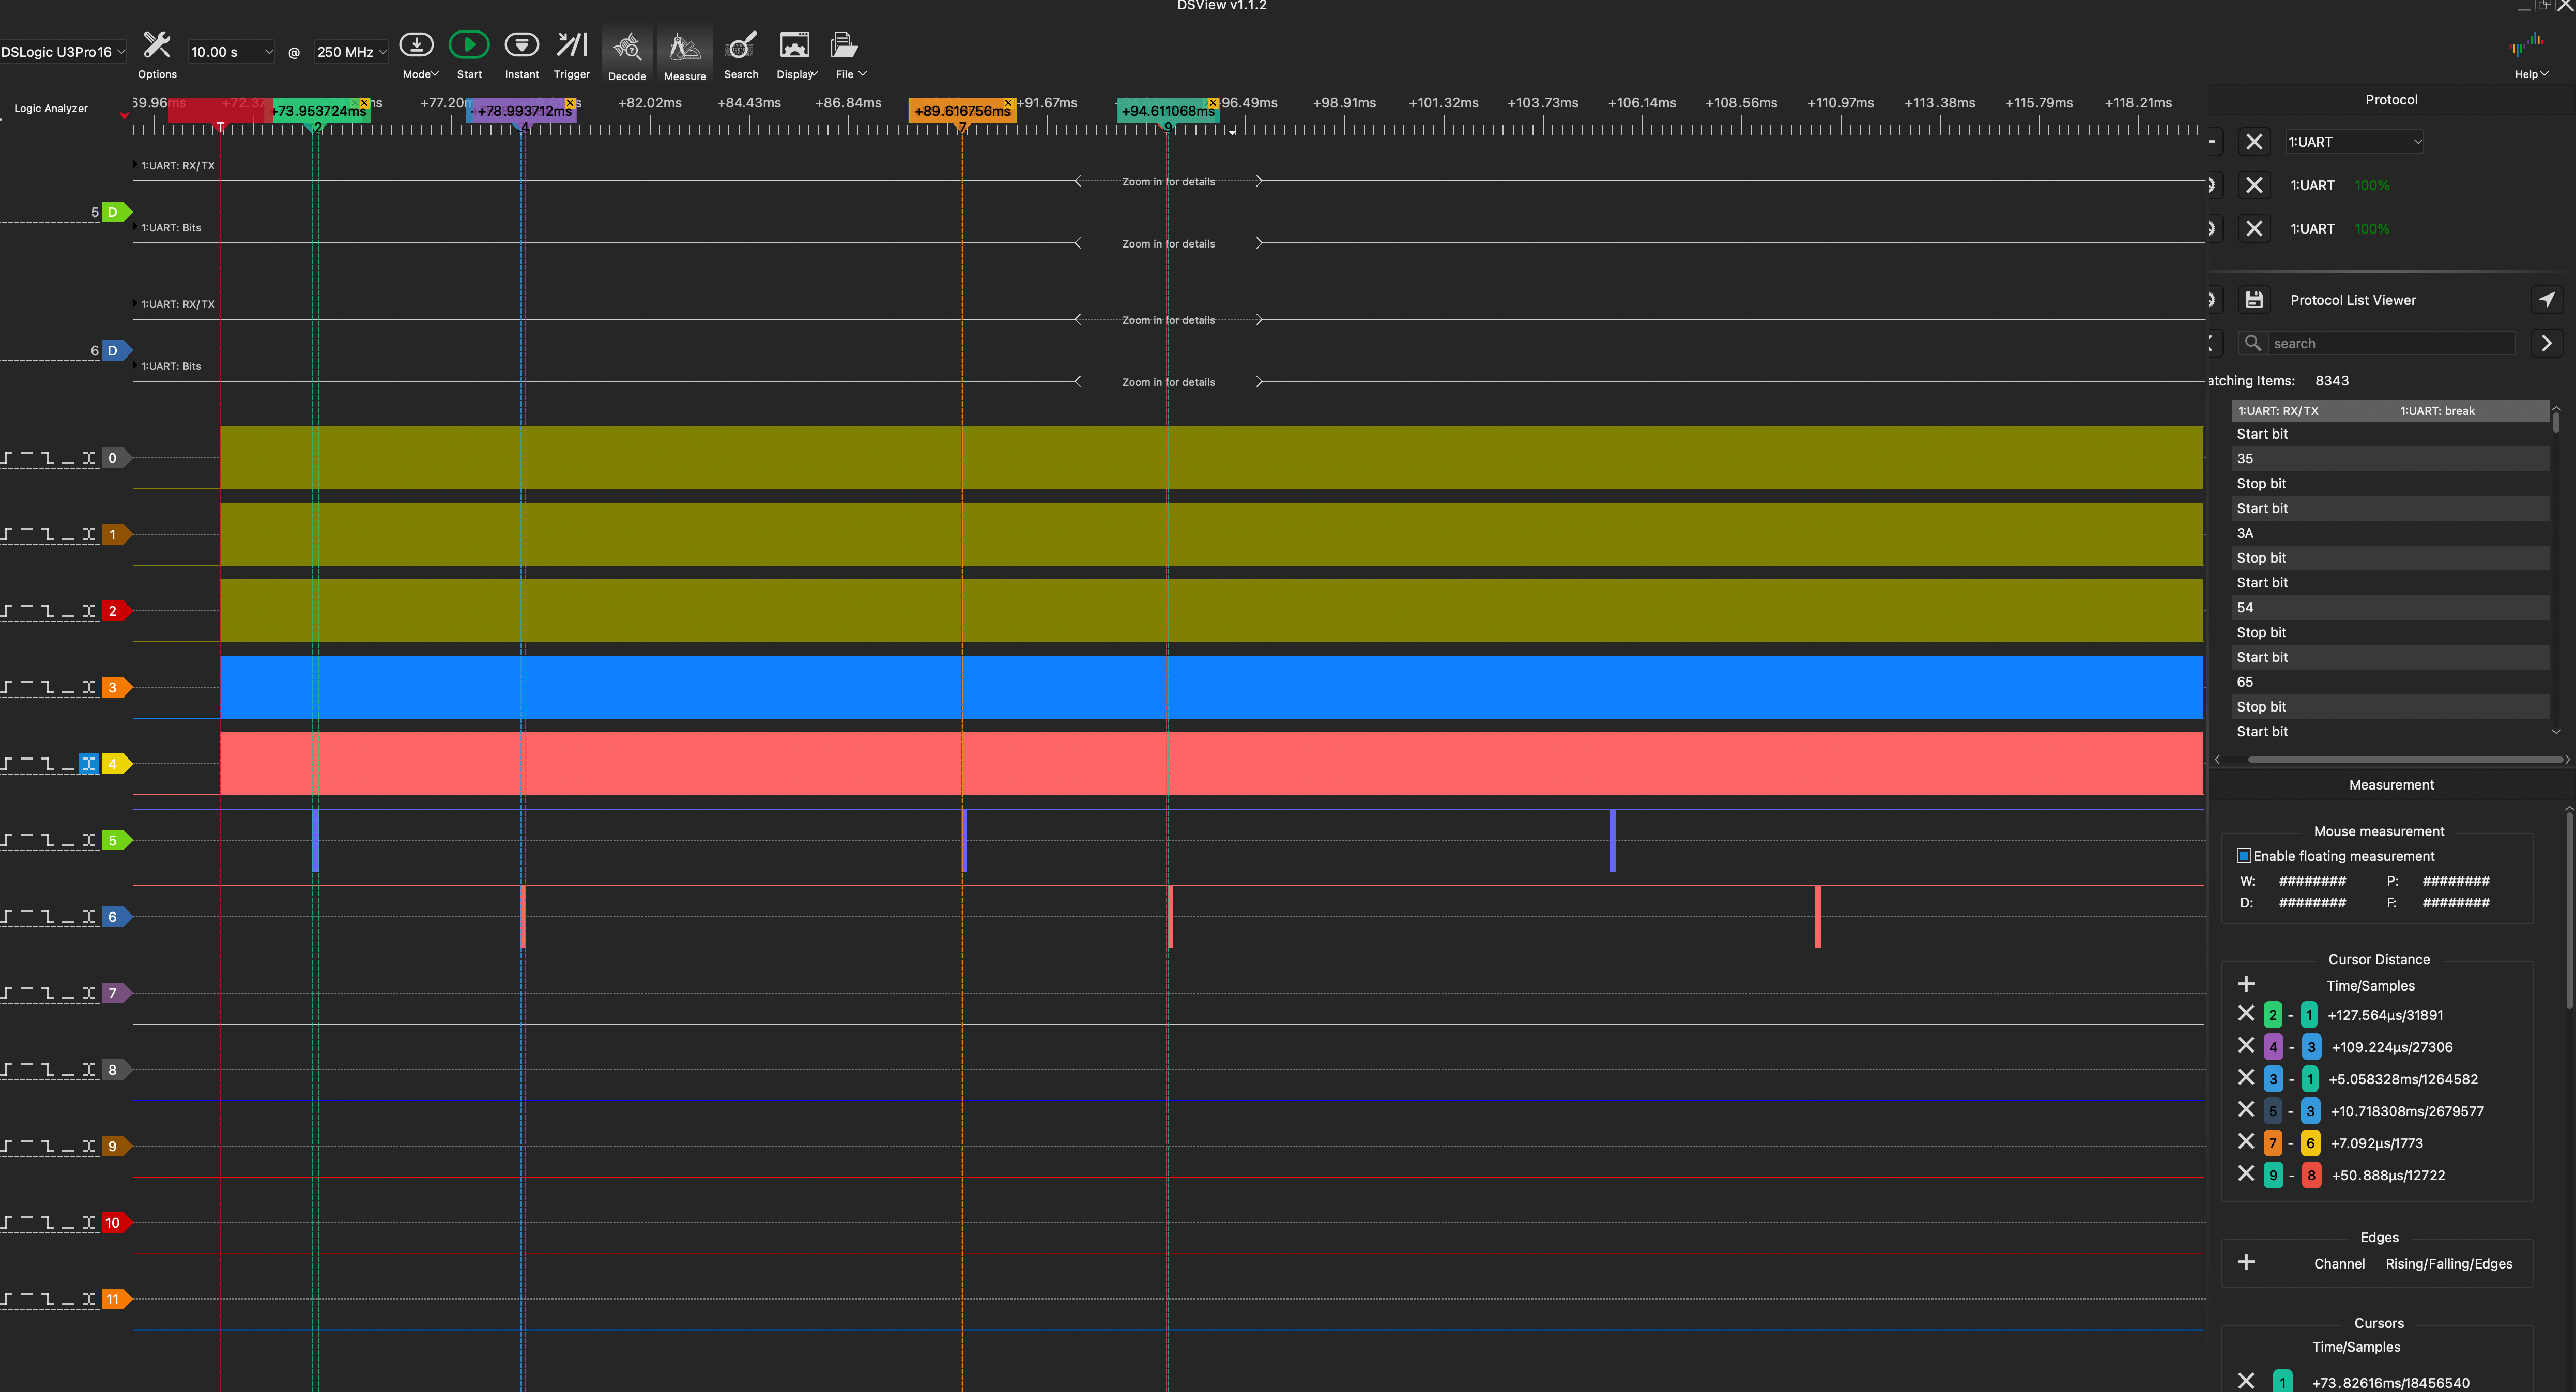 DSView v1.1.2
DSLogic U3Pro16
10.00 s
@
250 MHz
Options
Mode
Start
Instant
Trigger
Decode
Measure
Search
Display
File
Help
Logic Analyzer
69.96ms
+72.37
+73.953724ms
+77.20m
+78.993712ms
+82.02ms
+84.43ms
+86.84ms
+89.616756ms
+91.67ms
+94.611068ms
+96.49ms
+98.91ms
+101.32ms
+103.73ms
+106.14ms
+108.56ms
+110.97ms
+113.38ms
+115.79ms
+118.21ms
T
2
4
7
9
1:UART: RX/TX
Zoom in for details
5 D
1:UART: Bits
Zoom in for details
1:UART: RX/TX
Zoom in for details
6 D
1:UART: Bits
Zoom in for details
0
1
2
3
4
5
6
7
8
9
10
11
Protocol
1:UART
1:UART 100%
1:UART 100%
Protocol List Viewer
search
atching Items: 8343
1:UART: RX/TX 1:UART: break
Start bit
35
Stop bit
Start bit
3A
Stop bit
Start bit
54
Stop bit
Start bit
65
Stop bit
Start bit
Measurement
Mouse measurement
Enable floating measurement
W: ######## P: ########
D: ######## F: ########
Cursor Distance
Time/Samples
2 - 1 +127.564µs/31891
4 - 3 +109.224µs/27306
3 - 1 +5.058328ms/1264582
5 - 3 +10.718308ms/2679577
7 - 6 +7.092µs/1773
9 - 8 +50.888µs/12722
Edges
Channel Rising/Falling/Edges
Cursors
Time/Samples
1 +73.82616ms/18456540